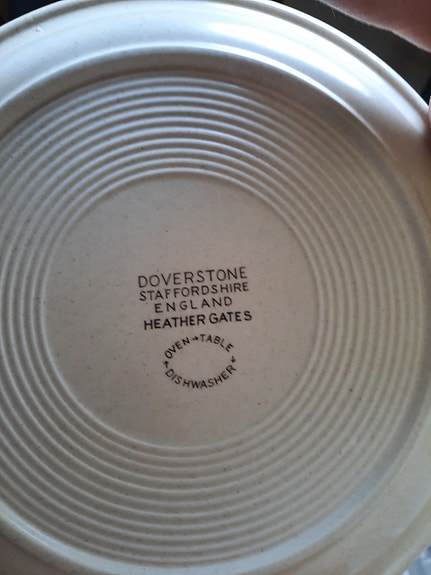 DOVERSTONE
STAFFORDSHIRE
ENGLAND
HEATHER GATES
OVEN → TABLE
→ DISHWASHER →